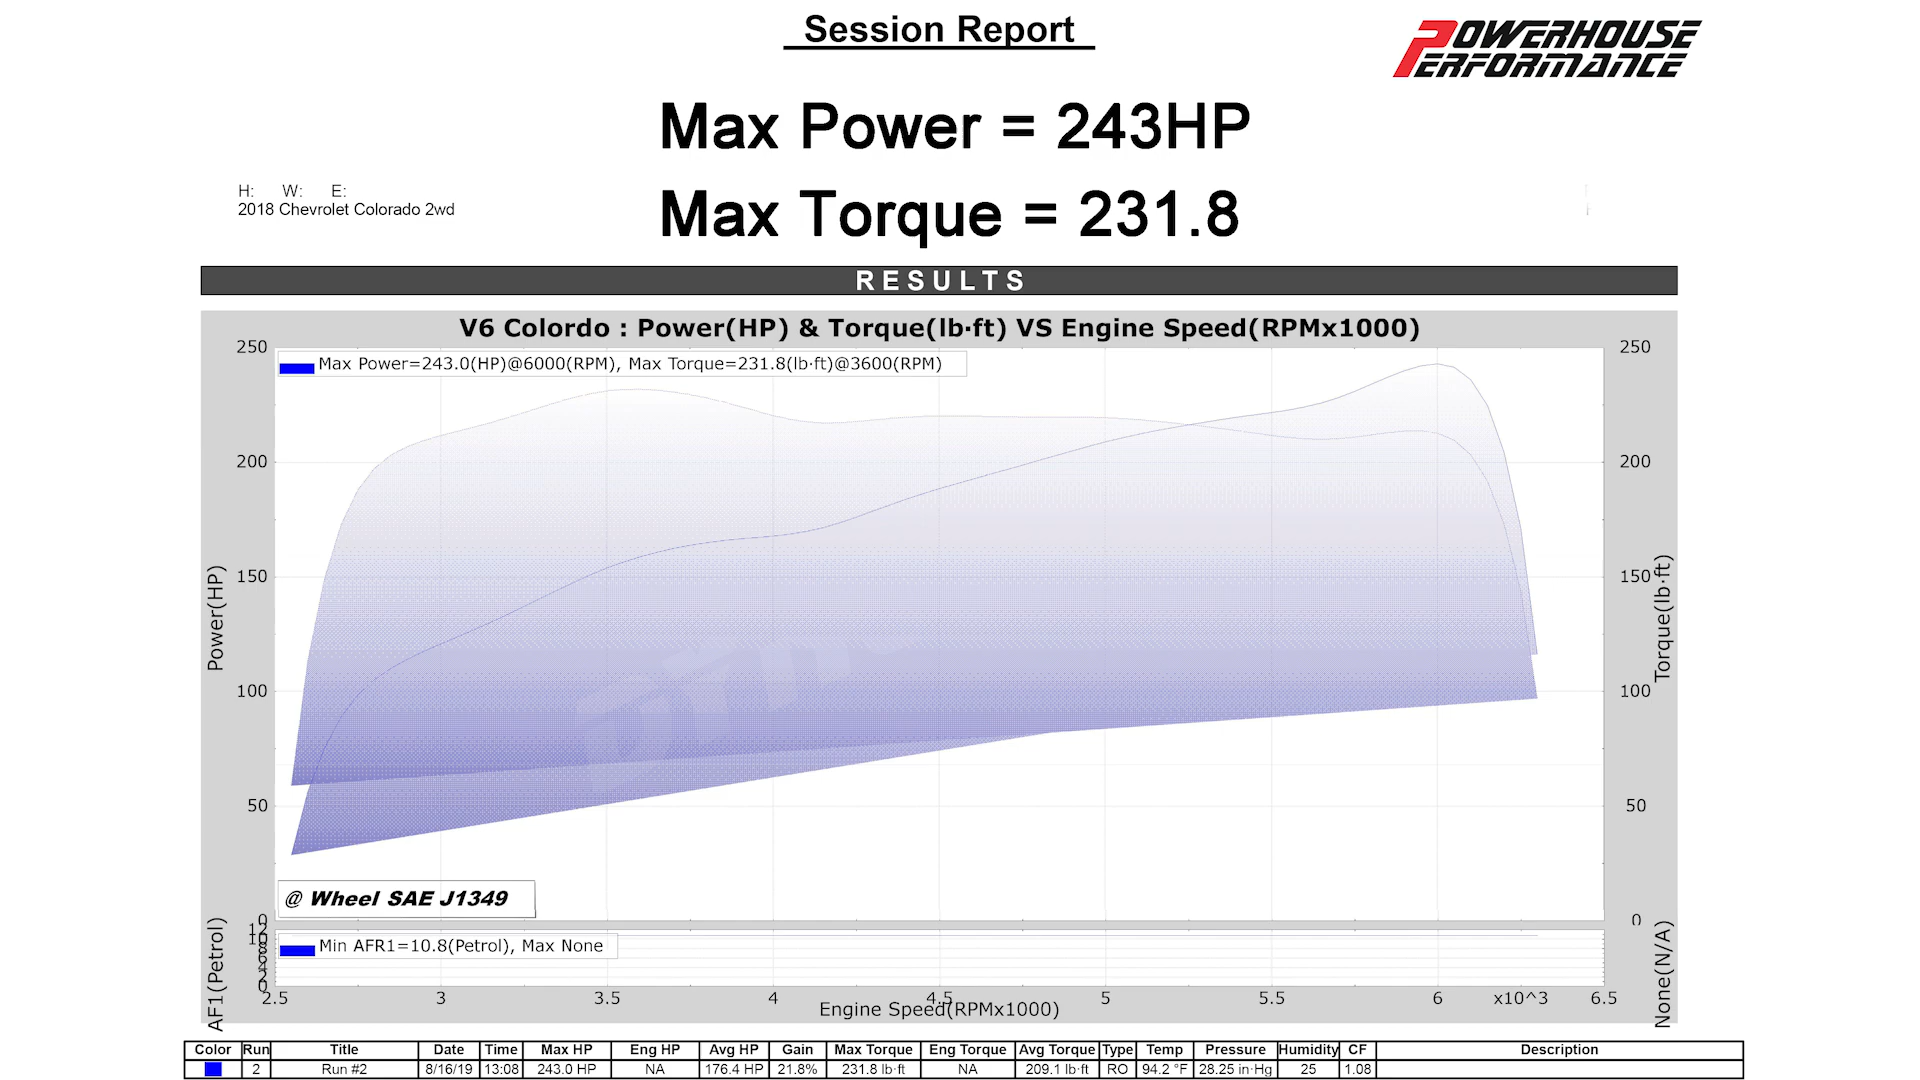 Session Report
POWERHOUSE
PERFORMANCE
Max Power = 243HP
H: W: E:
2018 Chevrolet Colorado 2wd
Max Torque = 231.8
RESULTS
V6 Colordo : Power(HP) & Torque(lb·ft) VS Engine Speed(RPMx1000)
Max Power=243.0(HP)@6000(RPM), Max Torque=231.8(lb·ft)@3600(RPM)
250
200
150
100
50
0
Power(HP)
250
200
150
100
50
0
Torque(lb·ft)
@ Wheel SAE J1349
Min AFR1=10.8(Petrol), Max None
12
10
8
6
4
2
0
AF1(Petrol)
None(N/A)
2.5 3 3.5 4 4.5 5 5.5 6 x10^3 6.5
Engine Speed(RPMx1000)
Color Run Title Date Time Max HP Eng HP Avg HP Gain Max Torque Eng Torque Avg Torque Type Temp Pressure Humidity CF Description
2 Run #2 8/16/19 13:08 243.0 HP NA 176.4 HP 21.8% 231.8 lb·ft NA 209.1 lb·ft RO 94.2 °F 28.25 in·Hg 25 1.08